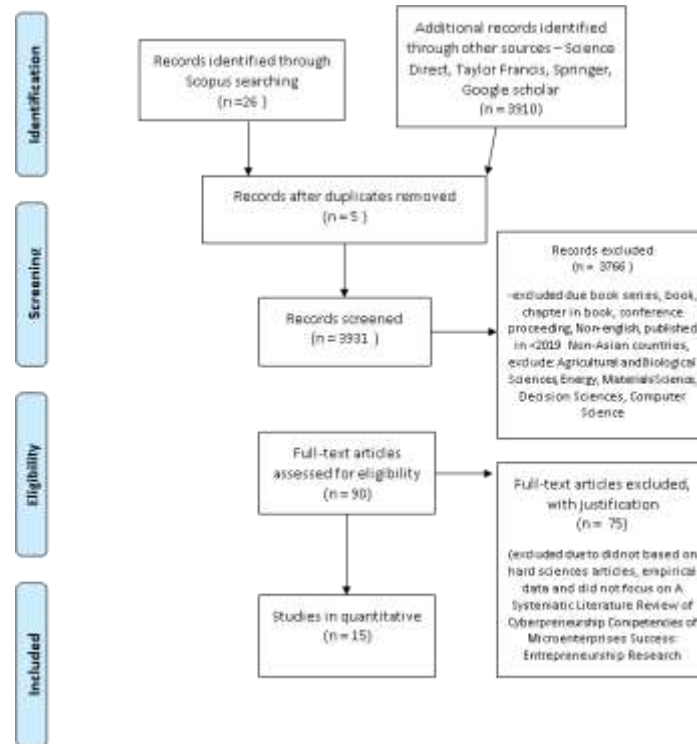 Identification
Records identified through
Scopus searching
(n =26 )
Additional records identified
through other sources – Science
Direct, Taylor Francis, Springer,
Google scholar
(n = 3910)
Records after duplicates removed
(n = 5 )
Screening
Records screened
(n = 3931 )
Records excluded
(n = 3766 )
-excluded due book series, book,
chapter in book, conference
proceeding, Non-english, published
in <2019 Non-Asian countries,
exclude: Agricultural and Biological
Sciences, Energy, Materials Science,
Decision Sciences, Computer
Science
Eligibility
Full-text articles
assessed for eligibility
(n = 90)
Full-text articles excluded,
with justification
(n = 75)
(excluded due to did not based on
hard sciences articles, empirical
data and did not focus on A
Systematic Literature Review of
Cyberpreneurship Competencies of
Microenterprises Success:
Entrepreneurship Research
Included
Studies in quantitative
(n = 15)